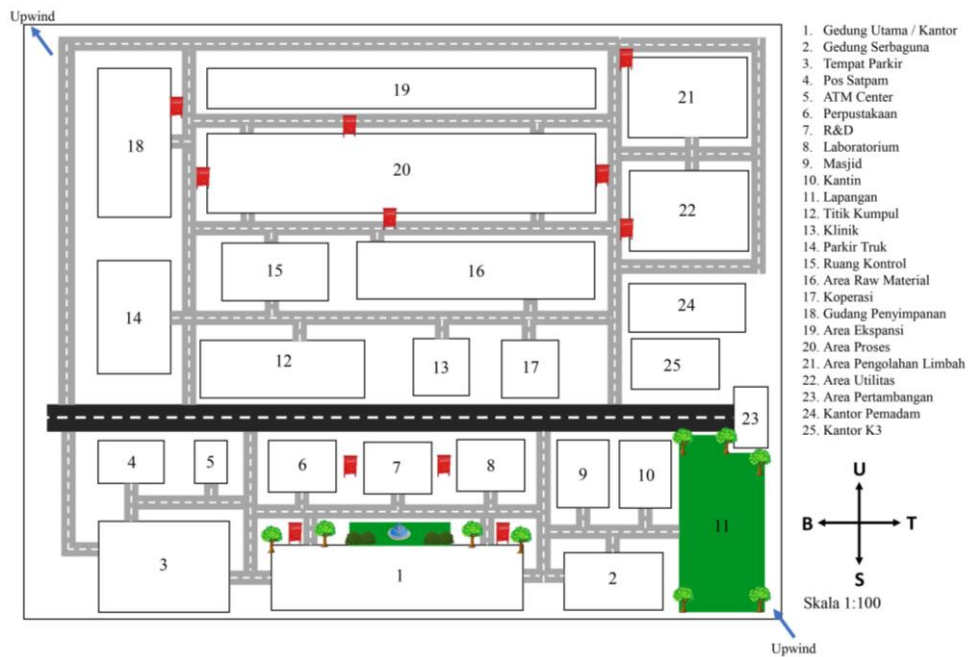 Upwind
19
21
18
20
22
15
16
14
24
12
13
17
25
23
4
5
6
7
8
9
10
11
3
1
2
Upwind
1. Gedung Utama / Kantor
2. Gedung Serbaguna
3. Tempat Parkir
4. Pos Satpam
5. ATM Center
6. Perpustakaan
7. R&D
8. Laboratorium
9. Masjid
10. Kantin
11. Lapangan
12. Titik Kumpul
13. Klinik
14. Parkir Truk
15. Ruang Kontrol
16. Area Raw Material
17. Koperasi
18. Gudang Penyimpanan
19. Area Ekspansi
20. Area Proses
21. Area Pengolahan Limbah
22. Area Utilitas
23. Area Pertambangan
24. Kantor Pemadam
25. Kantor K3
U
B T
S
Skala 1:100